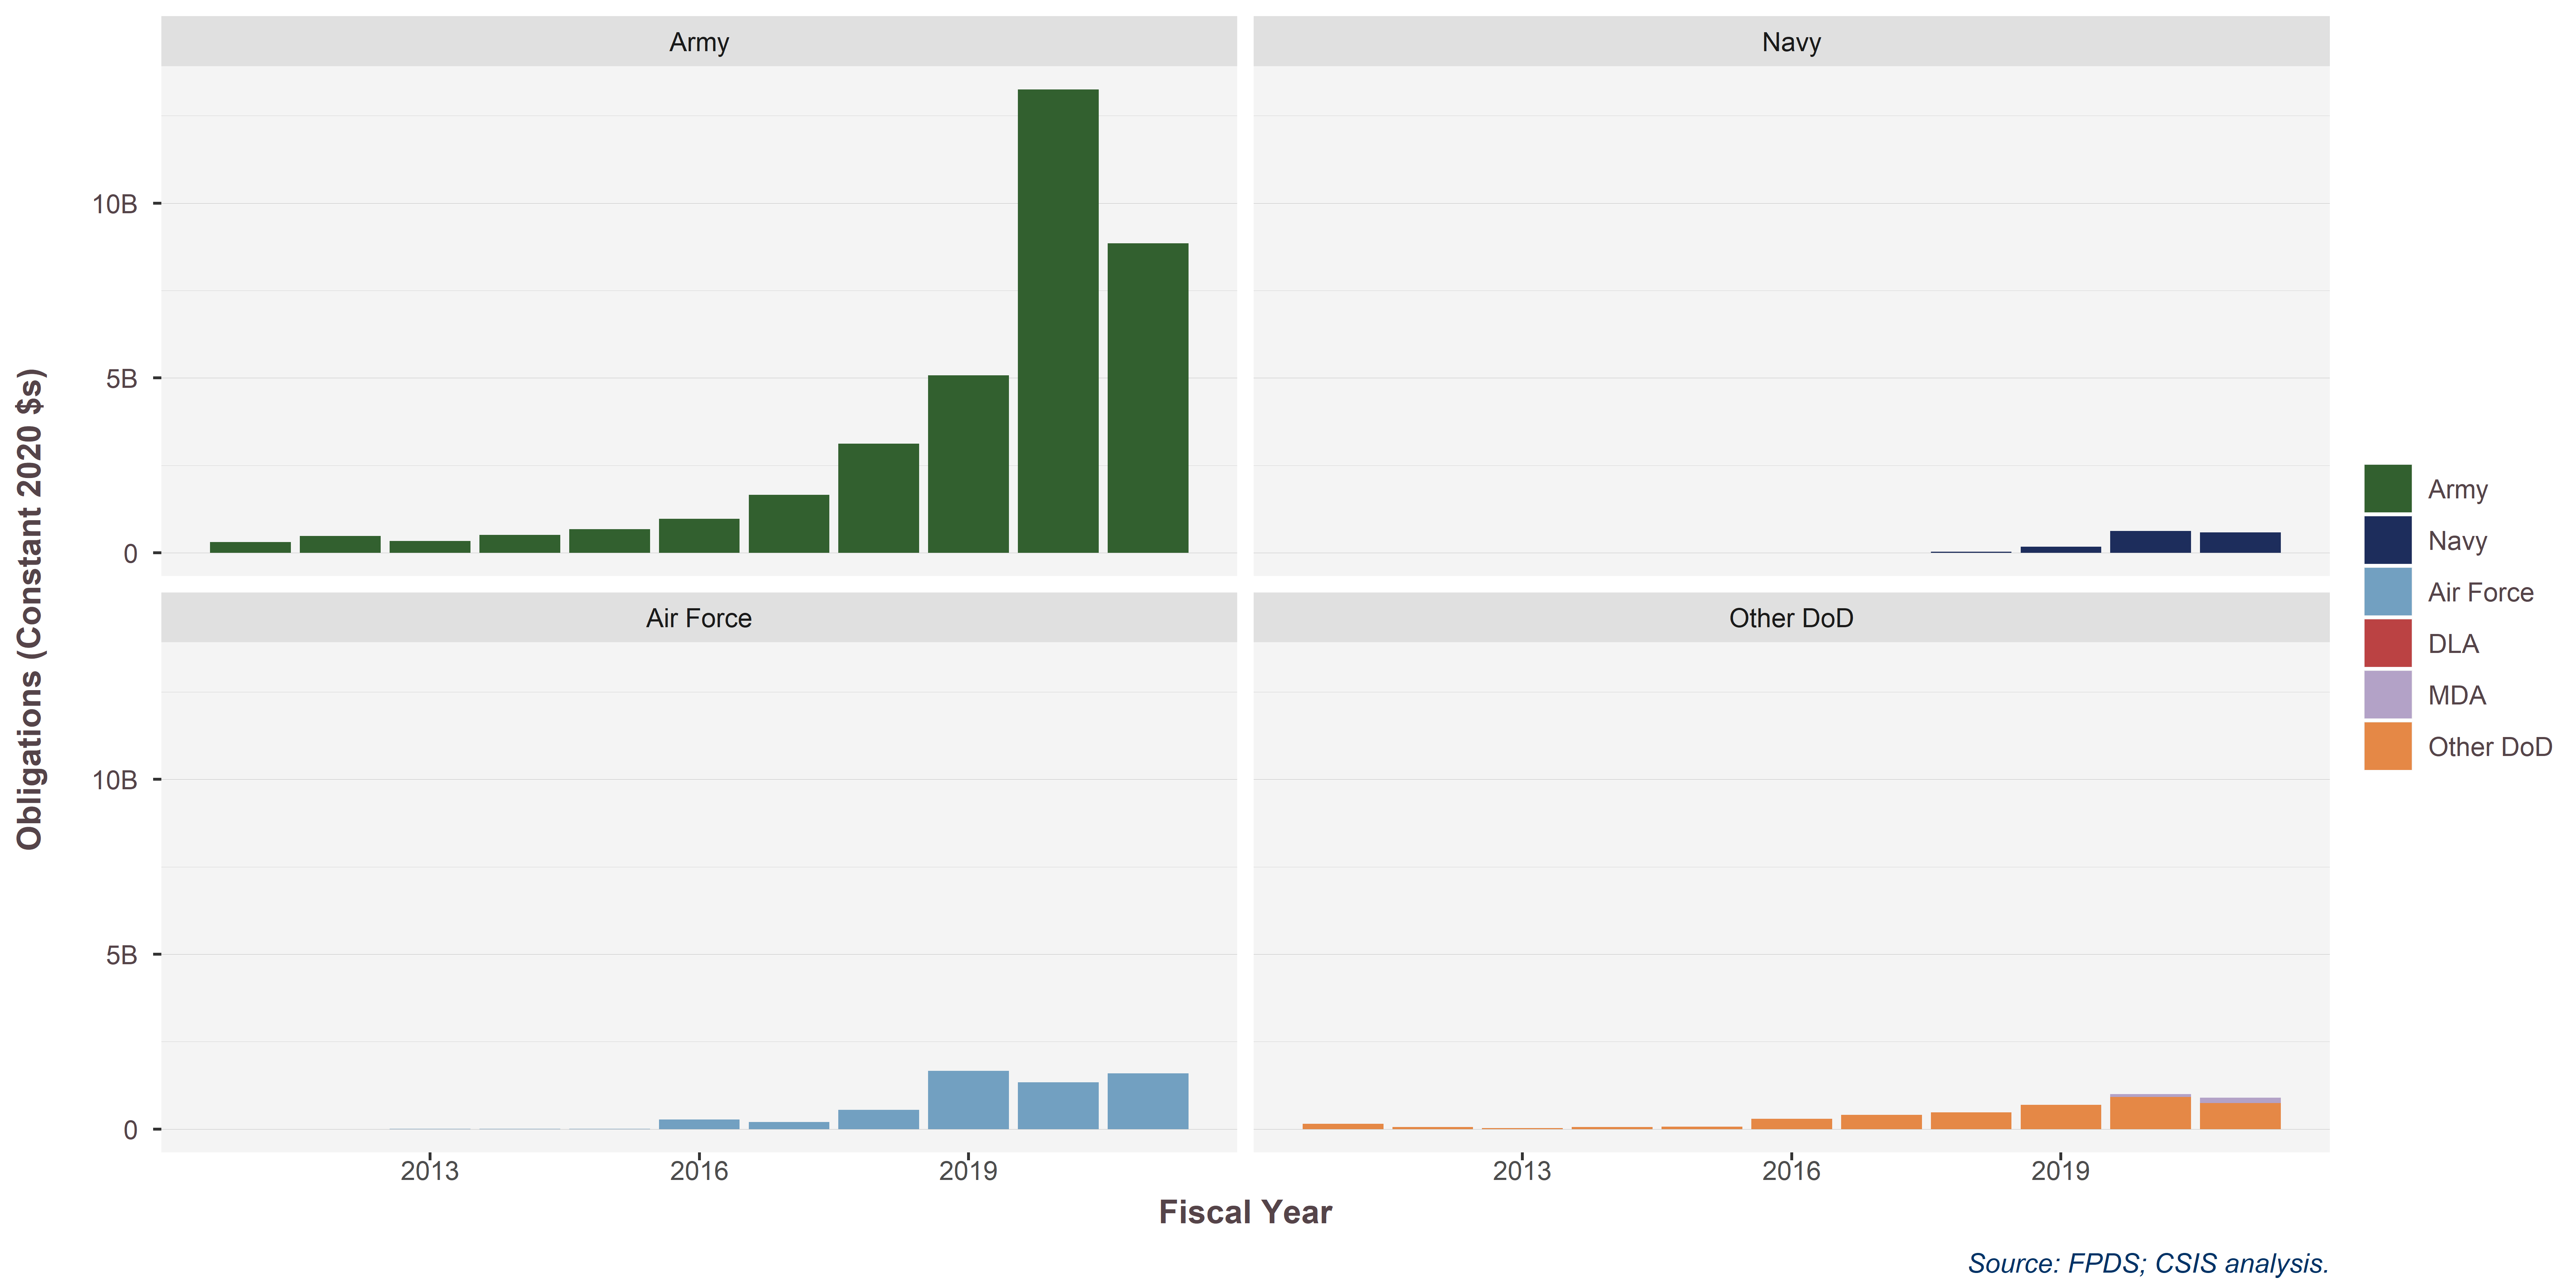 Army
Navy
10B
5B
0
Air Force
Other DoD
10B
5B
0
2013
2016
2019
2013
2016
2019
Fiscal Year
Obligations (Constant 2020 $s)
Army
Navy
Air Force
DLA
MDA
Other DoD
Source: FPDS; CSIS analysis.